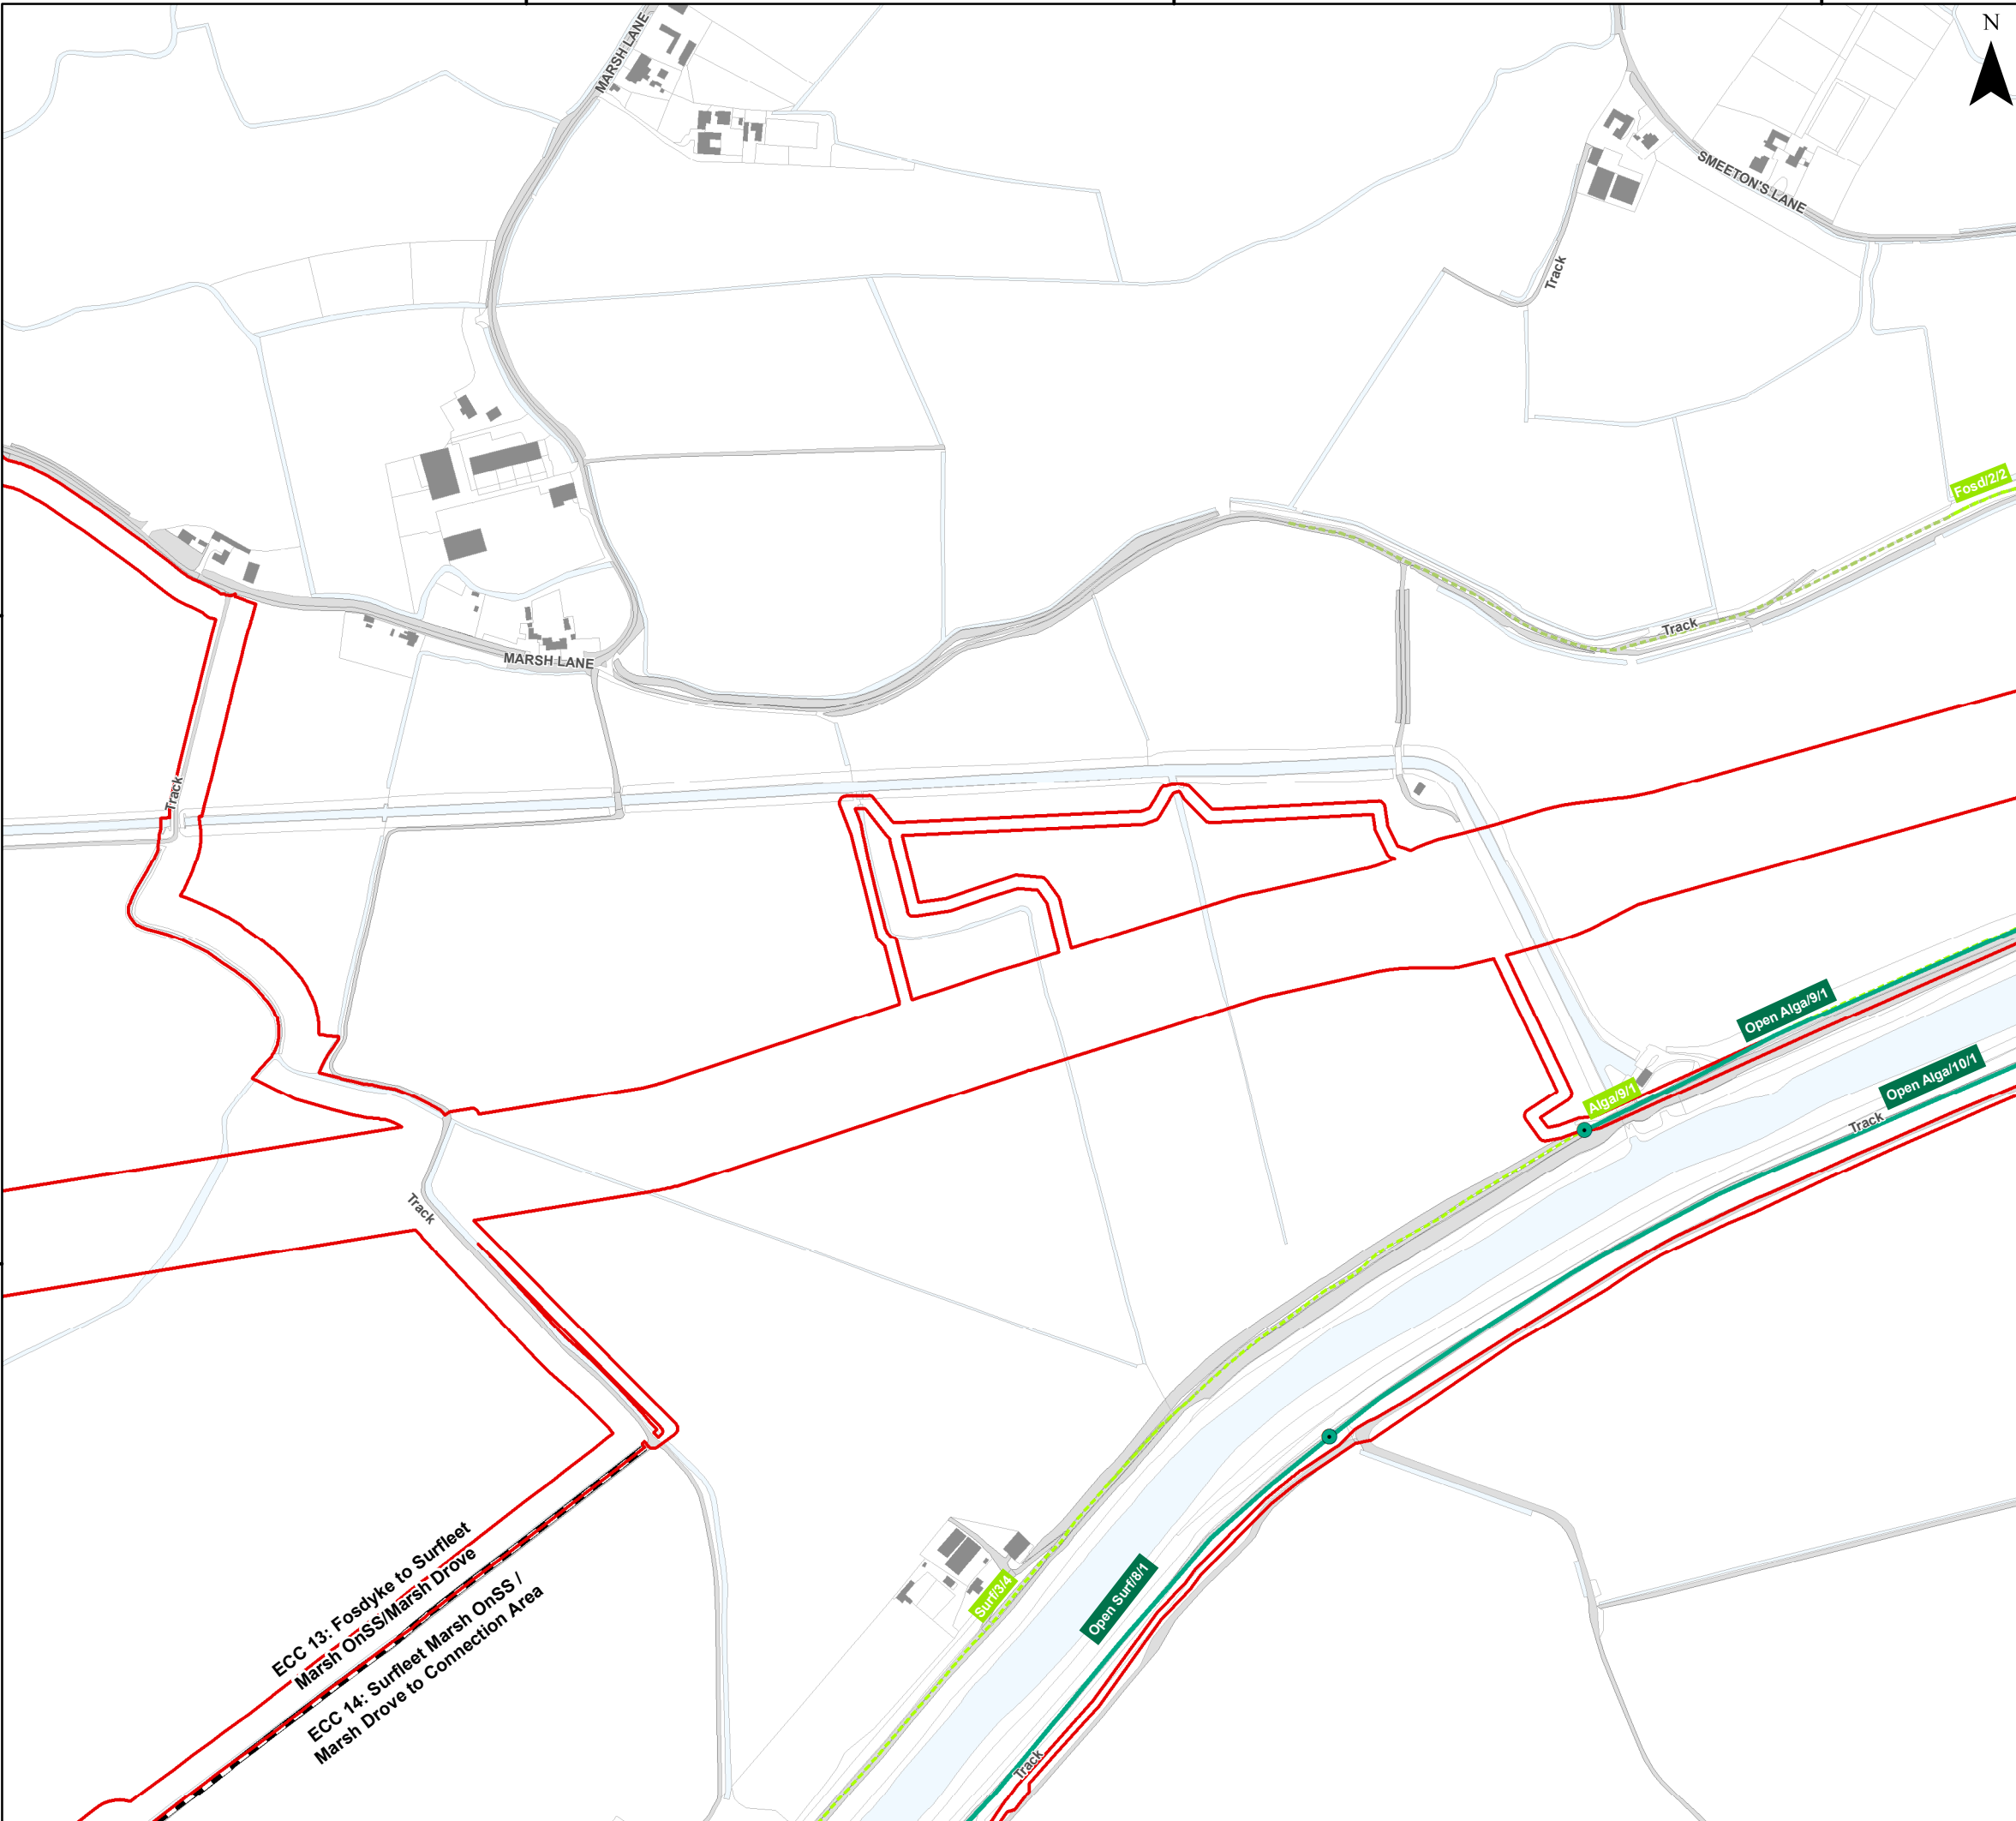 N
MARSH LANE
SMEETON'S LANE
Track
Fosd/2/2
Track
MARSH LANE
Track
Open Alga/9/1
Open Alga/10/1
Alga/9/1
Track
Track
ECC 13: Fosdyke to Surfleet
Marsh OnSS/Marsh Drove
ECC 14: Surfleet Marsh OnSS /
Marsh Drove to Connection Area
Surf/3/4
Open Surf/8/1
Track